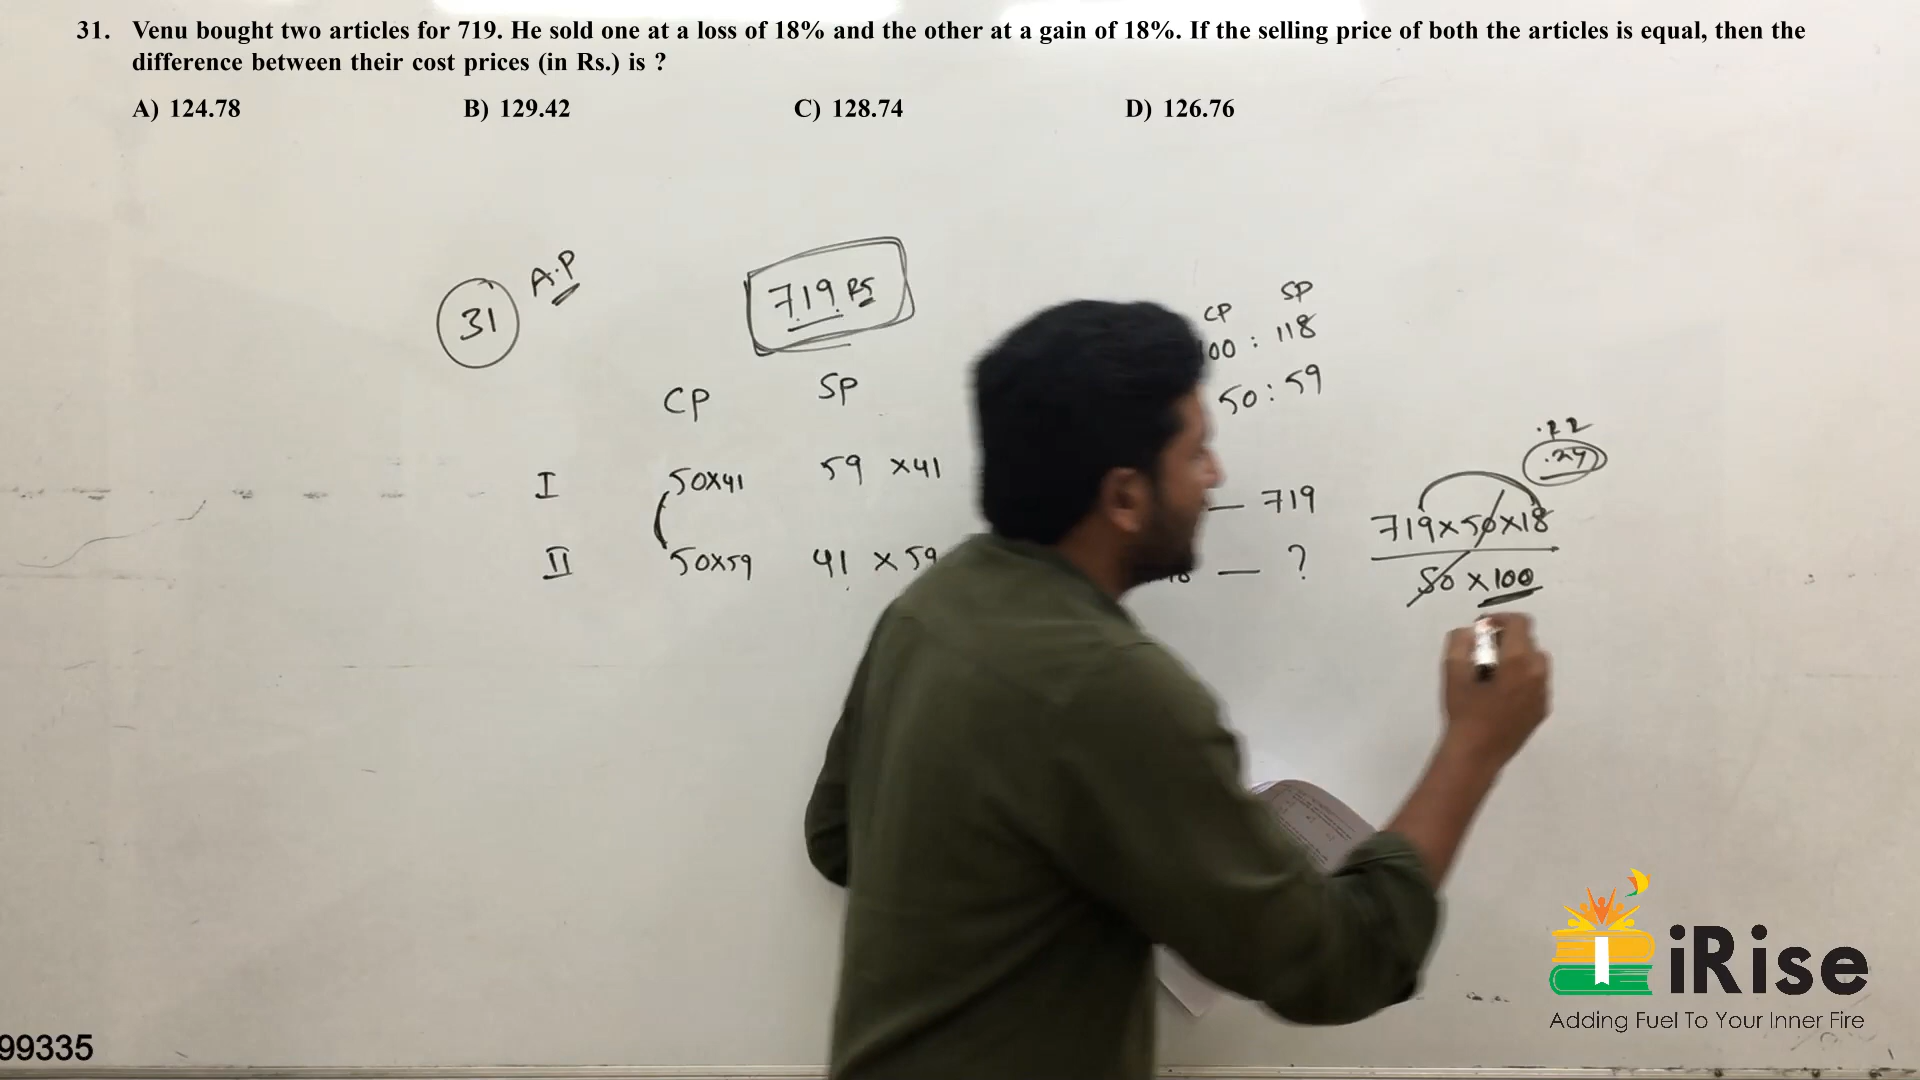 31. Venu bought two articles for 719. He sold one at a loss of 18% and the other at a gain of 18%. If the selling price of both the articles is equal, then the
difference between their cost prices (in Rs.) is ?
A) 124.78 B) 129.42 C) 128.74 D) 126.76
31 A.P
719 Rs
CP SP
I 50×41 59 ×41
II 50×59 41 ×59
CP SP
00 : 118
50 : 59
— 719
— ?
719×50×18
50 ×100
iRise
Adding Fuel To Your Inner Fire
99335